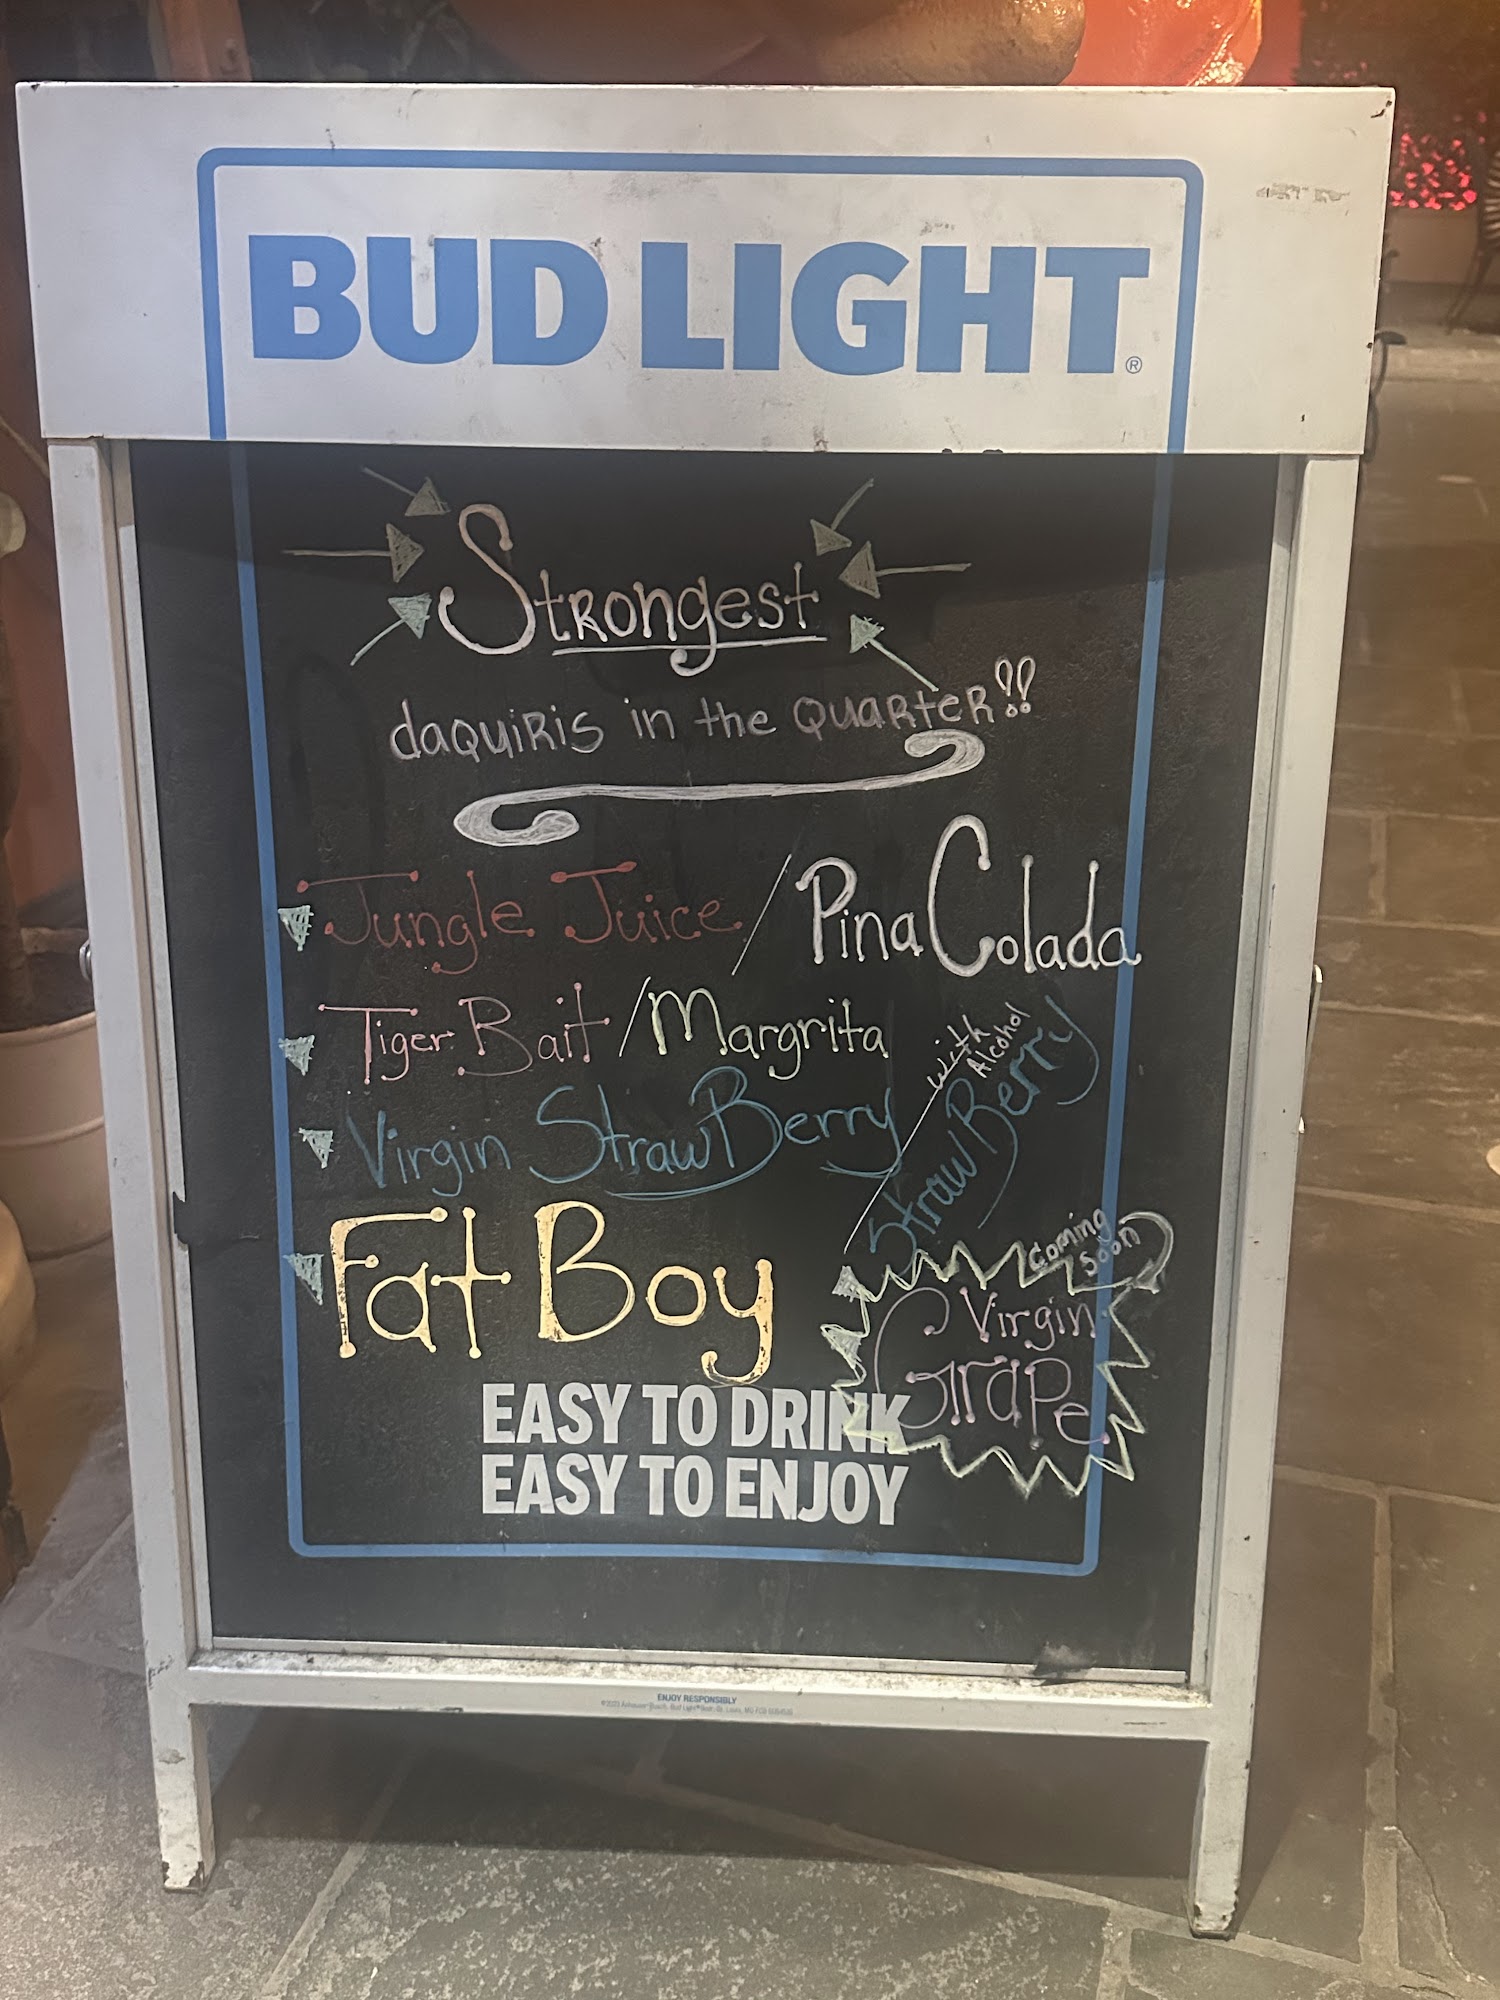 BUD LIGHT®
Strongest
daquiris in the quarter!!
Jungle Juice / Pina Colada
Tiger Bait / Margrita
Virgin StrawBerry / StrawBerry
with
Alcohol
Fat Boy
coming
soon
Virgin
Grape
EASY TO DRINK
EASY TO ENJOY
ENJOY RESPONSIBLY